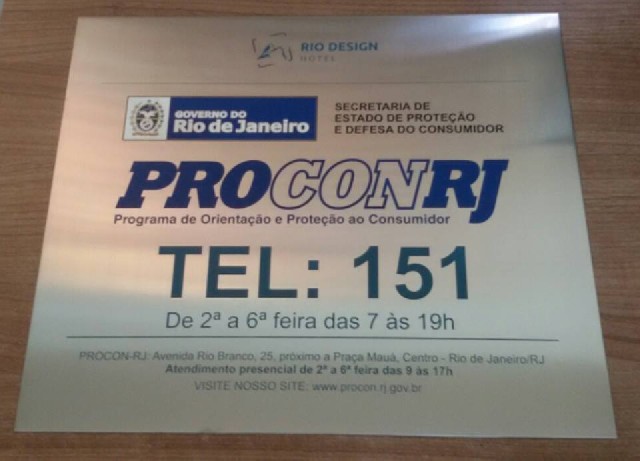 RIO DESIGN
HOTEL
GOVERNO DO
Rio de Janeiro
SECRETARIA DE
ESTADO DE PROTEÇÃO
E DEFESA DO CONSUMIDOR
PROCONRJ
Programa de Orientação e Proteção ao Consumidor
TEL: 151
De 2ª a 6ª feira das 7 às 19h
PROCON-RJ: Avenida Rio Branco, 25, próximo a Praça Mauá, Centro - Rio de Janeiro/RJ
Atendimento presencial de 2ª a 6ª feira das 9 às 17h
VISITE NOSSO SITE: www.procon.rj.gov.br